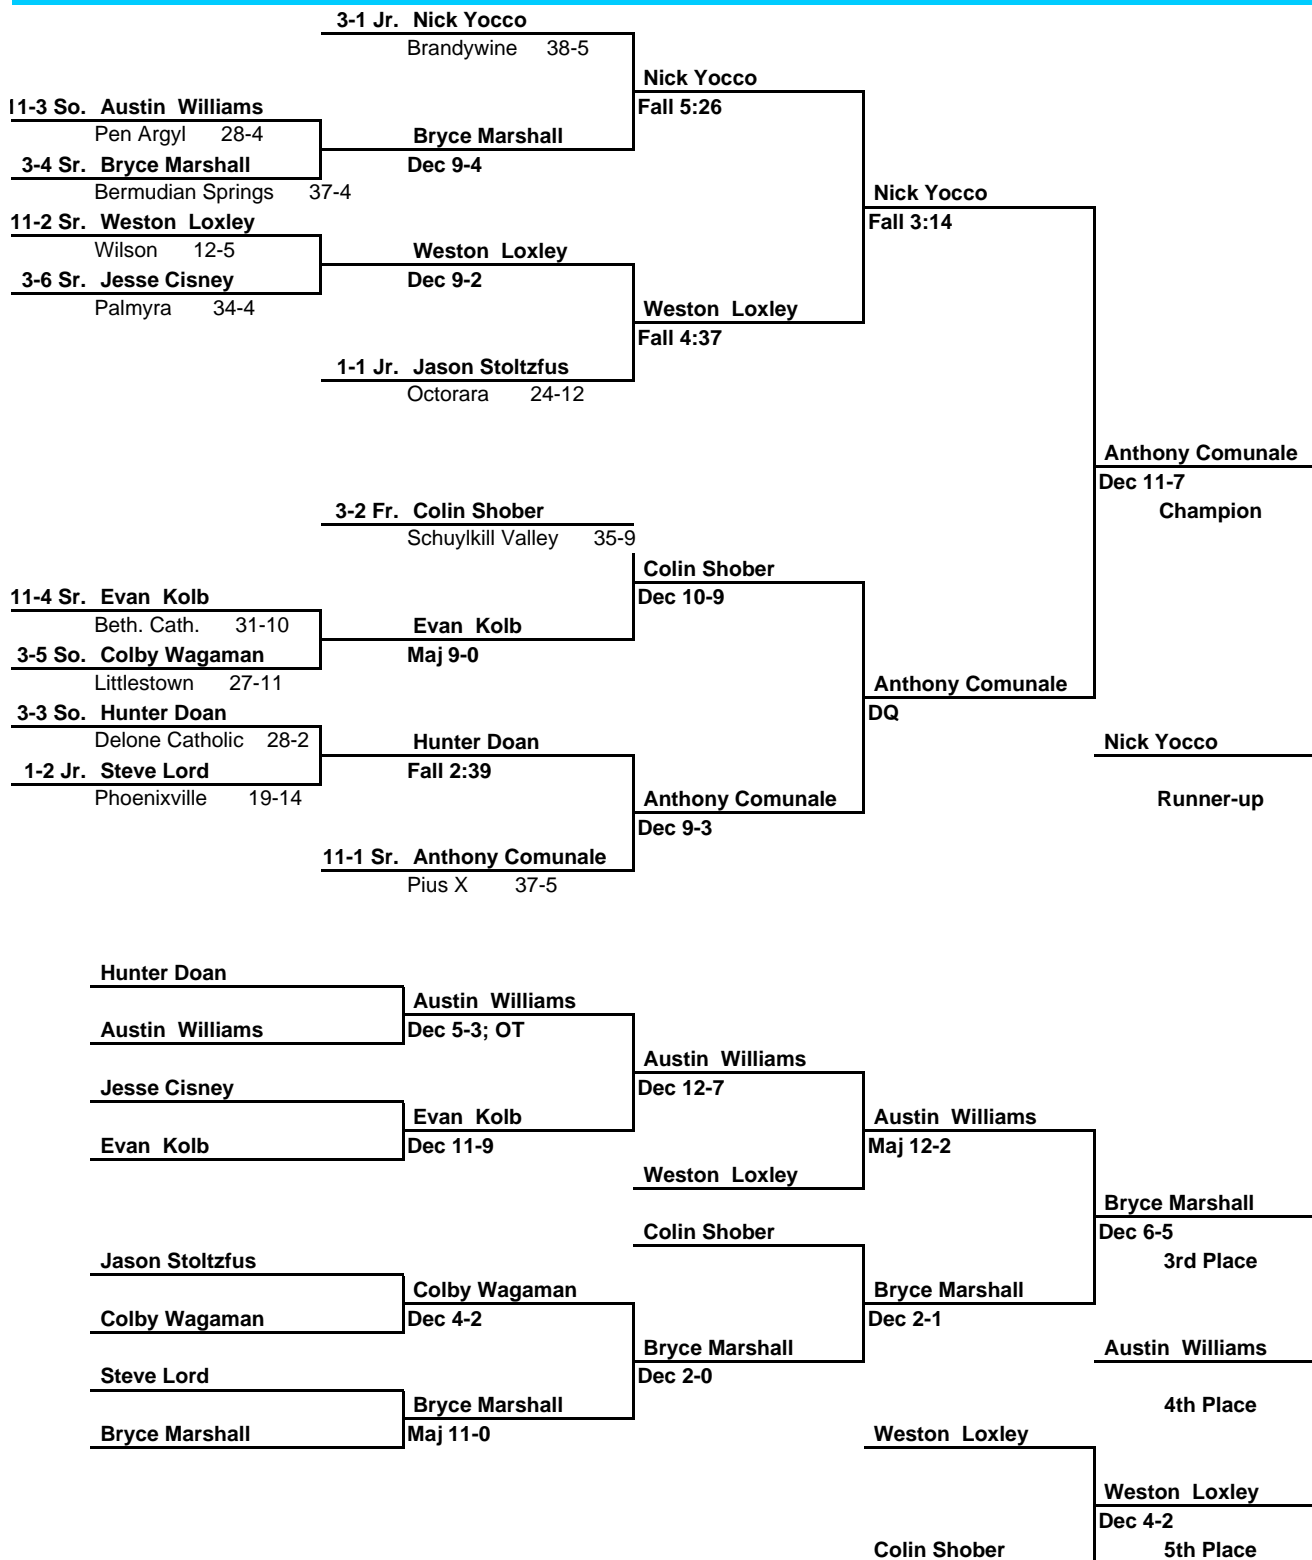 3-1 Jr. Nick Yocco
Brandywine 38-5
Nick Yocco
11-3 So. Austin Williams
Fall 5:26
Pen Argyl 28-4
Bryce Marshall
3-4 Sr. Bryce Marshall
Dec 9-4
Bermudian Springs 37-4
Nick Yocco
11-2 Sr. Weston Loxley
Fall 3:14
Wilson 12-5
Weston Loxley
3-6 Sr. Jesse Cisney
Dec 9-2
Palmyra 34-4
Weston Loxley
Fall 4:37
1-1 Jr. Jason Stoltzfus
Octorara 24-12
Anthony Comunale
Dec 11-7
3-2 Fr. Colin Shober
Champion
Schuylkill Valley 35-9
Colin Shober
11-4 Sr. Evan Kolb
Dec 10-9
Beth. Cath. 31-10
Evan Kolb
3-5 So. Colby Wagaman
Maj 9-0
Littlestown 27-11
Anthony Comunale
3-3 So. Hunter Doan
DQ
Delone Catholic 28-2
Hunter Doan
Nick Yocco
1-2 Jr. Steve Lord
Fall 2:39
Phoenixville 19-14
Anthony Comunale
Runner-up
Dec 9-3
11-1 Sr. Anthony Comunale
Pius X 37-5
Hunter Doan
Austin Williams
Austin Williams
Dec 5-3; OT
Austin Williams
Jesse Cisney
Dec 12-7
Evan Kolb
Austin Williams
Evan Kolb
Dec 11-9
Maj 12-2
Weston Loxley
Bryce Marshall
Colin Shober
Dec 6-5
Jason Stoltzfus
3rd Place
Colby Wagaman
Bryce Marshall
Colby Wagaman
Dec 4-2
Dec 2-1
Bryce Marshall
Austin Williams
Steve Lord
Dec 2-0
Bryce Marshall
4th Place
Bryce Marshall
Maj 11-0
Weston Loxley
Weston Loxley
Dec 4-2
Colin Shober
5th Place